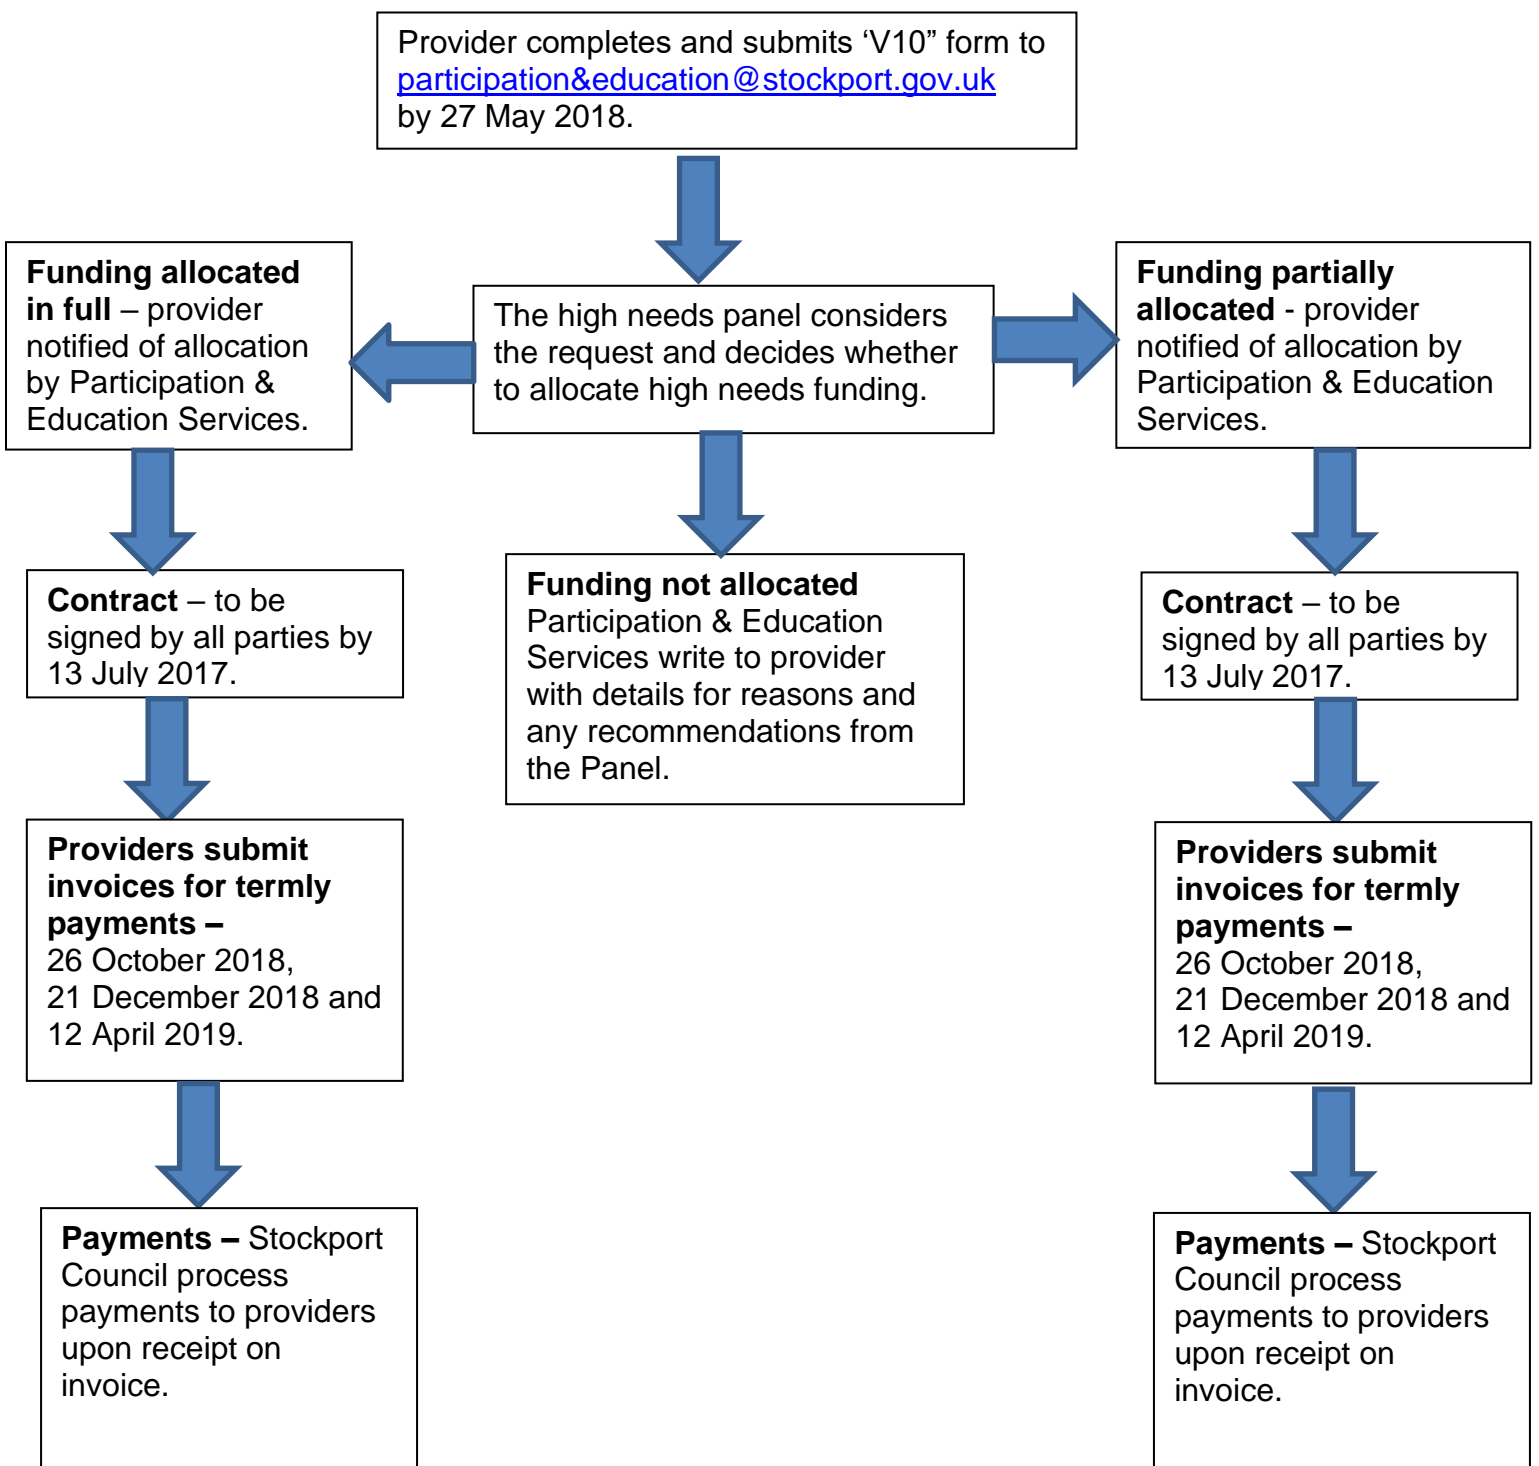 Provider completes and submits ‘V10” form to
participation&education@stockport.gov.uk
by 27 May 2018.
Funding allocated
in full – provider
notified of allocation
by Participation &
Education Services.
The high needs panel considers
the request and decides whether
to allocate high needs funding.
Funding partially
allocated - provider
notified of allocation by
Participation & Education
Services.
Contract – to be
signed by all parties by
13 July 2017.
Funding not allocated
Participation & Education
Services write to provider
with details for reasons and
any recommendations from
the Panel.
Contract – to be
signed by all parties by
13 July 2017.
Providers submit
invoices for termly
payments –
26 October 2018,
21 December 2018 and
12 April 2019.
Providers submit
invoices for termly
payments –
26 October 2018,
21 December 2018 and
12 April 2019.
Payments – Stockport
Council process
payments to providers
upon receipt on
invoice.
Payments – Stockport
Council process
payments to providers
upon receipt on
invoice.